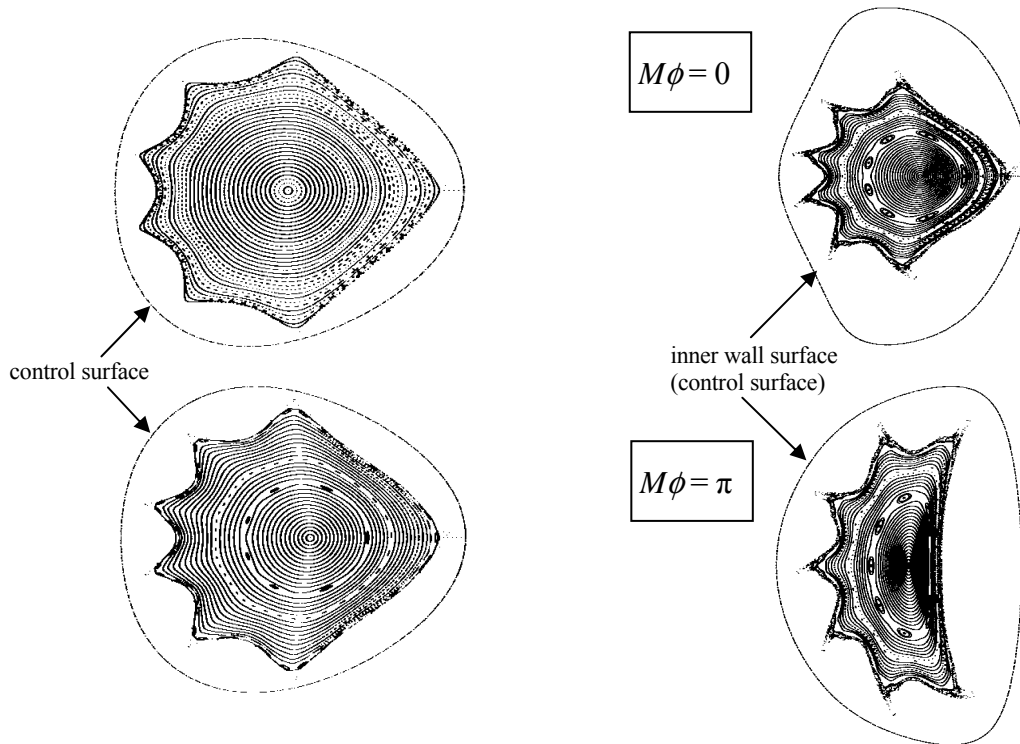 Mϕ = 0
control surface
inner wall surface
(control surface)
Mϕ = π